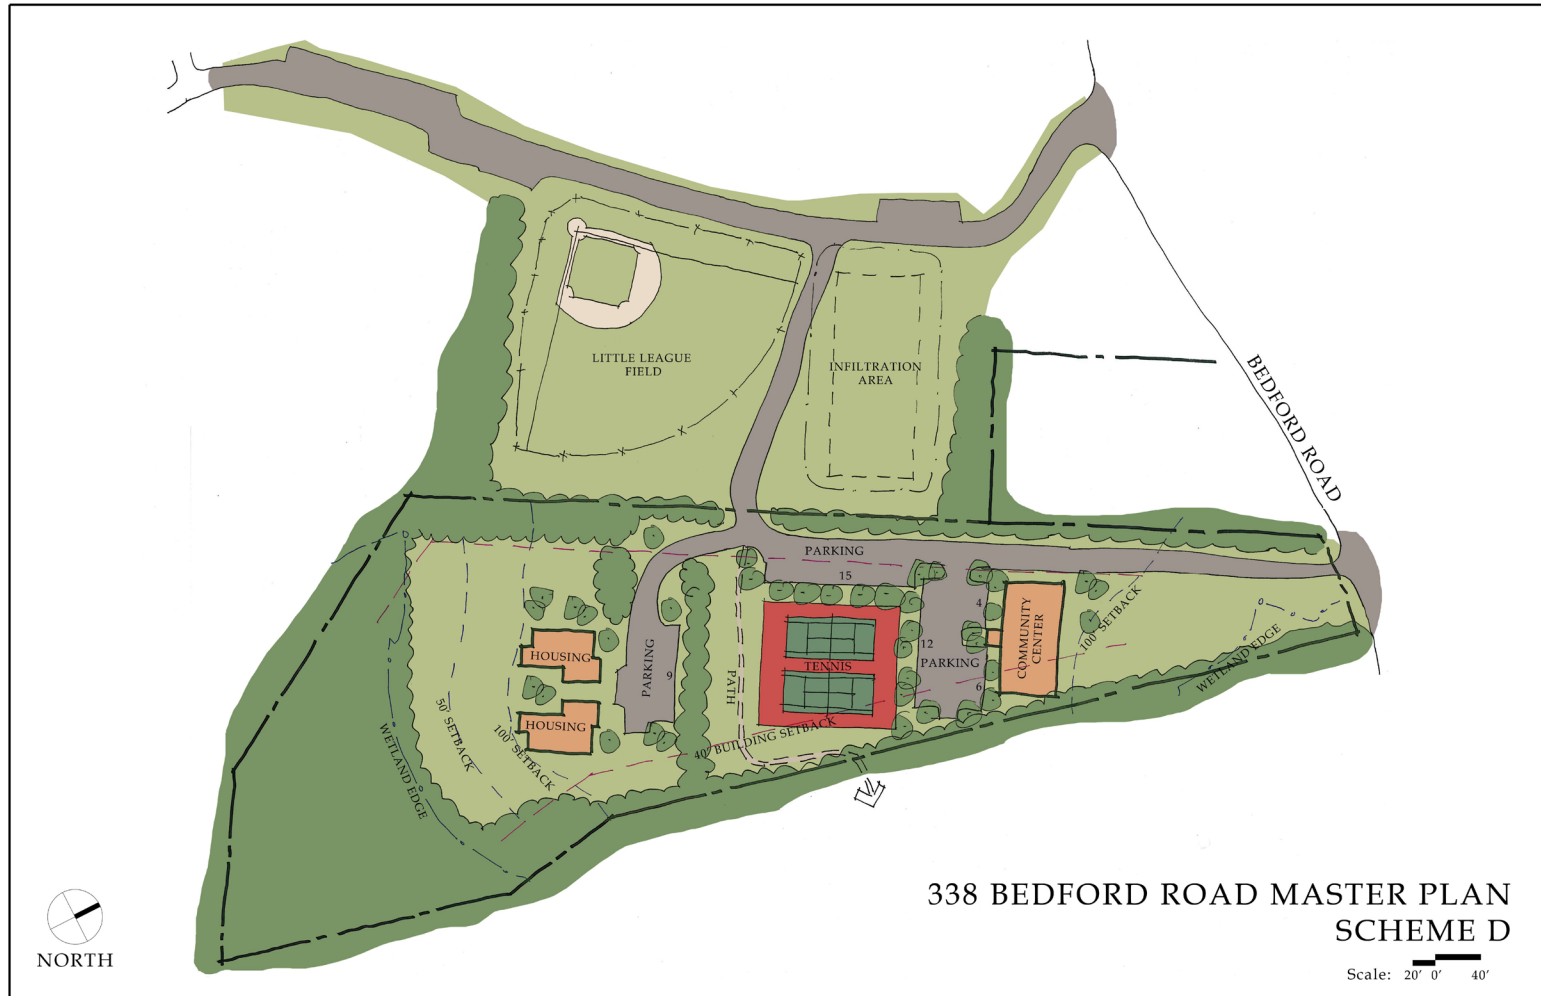 LITTLE LEAGUE
FIELD
INFILTRATION
AREA
BEDFORD ROAD
PARKING
15
4
COMMUNITY
CENTER
100' SETBACK
12
PARKING
6
TENNIS
HOUSING
HOUSING
PARKING
9
PATH
WETLAND EDGE
50' SETBACK
100' SETBACK
WETLAND EDGE
40' BUILDING SETBACK
338 BEDFORD ROAD MASTER PLAN
SCHEME D
Scale: 20' 0' 40'
NORTH